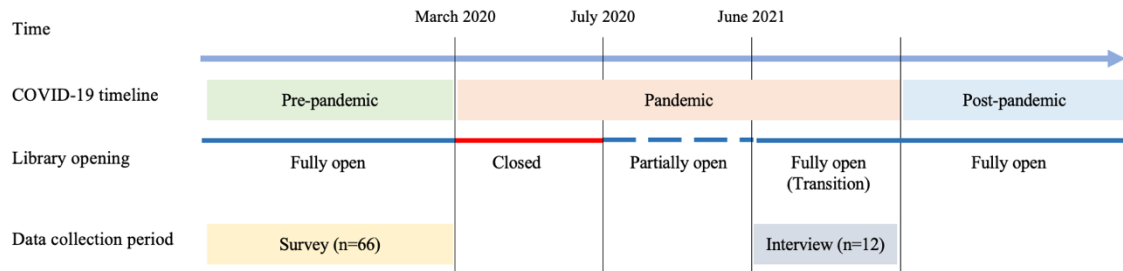 March 2020 July 2020 June 2021
Time
COVID-19 timeline Pre-pandemic Pandemic Post-pandemic
Library opening Fully open Closed Partially open Fully open (Transition) Fully open
Data collection period Survey (n=66) Interview (n=12)